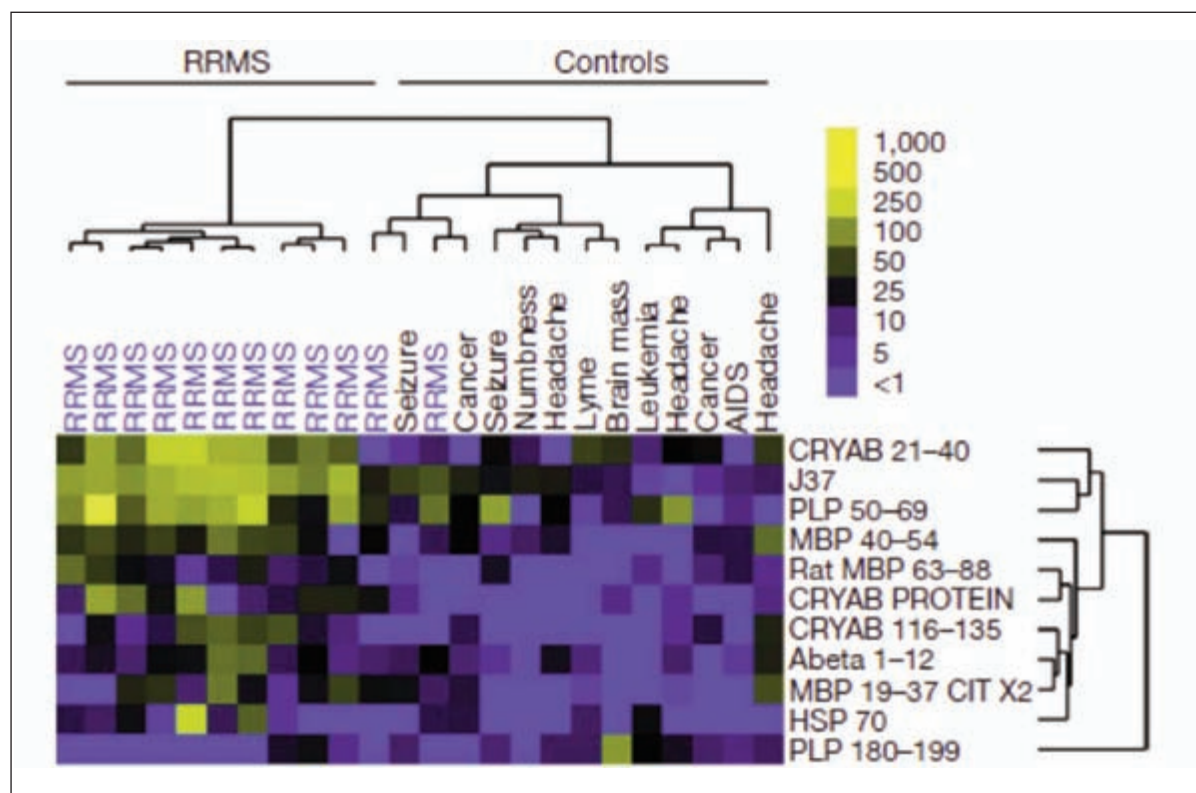 RRMS Controls
1,000
500
250
100
50
25
10
5
<1
RRMS
RRMS
RRMS
RRMS
RRMS
RRMS
RRMS
RRMS
RRMS
RRMS
RRMS
Seizure
RRMS
Cancer
Seizure
Numbness
Headache
Lyme
Brain mass
Leukemia
Headache
Cancer
AIDS
Headache
CRYAB 21–40
J37
PLP 50–69
MBP 40–54
Rat MBP 63–88
CRYAB PROTEIN
CRYAB 116–135
Abeta 1–12
MBP 19–37 CIT X2
HSP 70
PLP 180–199